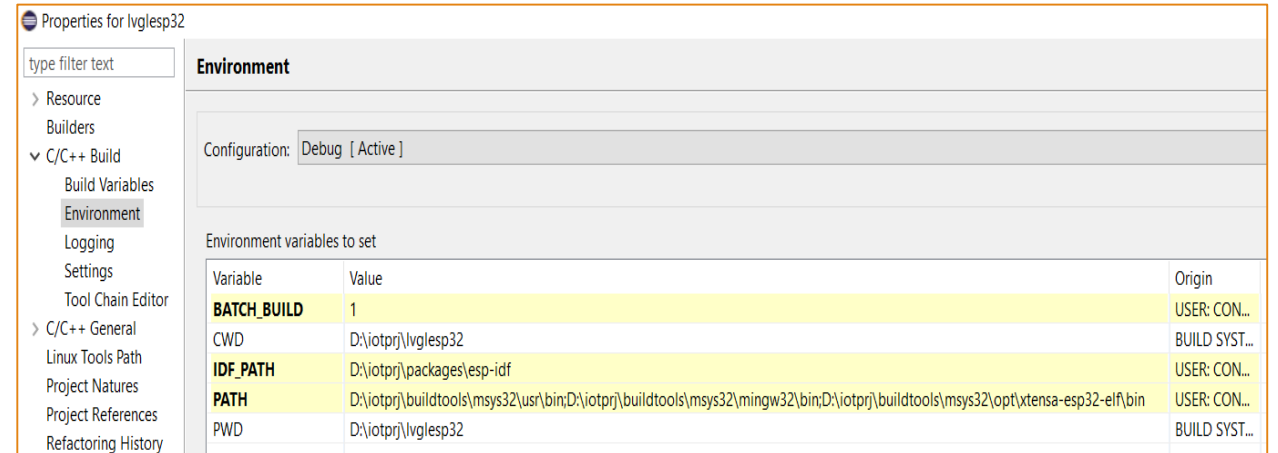 Properties for lvglesp32
type filter text
Resource
Builders
C/C++ Build
Build Variables
Environment
Logging
Settings
Tool Chain Editor
C/C++ General
Linux Tools Path
Project Natures
Project References
Refactoring History
Environment
Configuration: Debug [ Active ]
Environment variables to set
Variable Value Origin
BATCH_BUILD 1 USER: CON...
CWD D:\iotprj\lvglesp32 BUILD SYST...
IDF_PATH D:\iotprj\packages\esp-idf USER: CON...
PATH D:\iotprj\buildtools\msys32\usr\bin;D:\iotprj\buildtools\msys32\mingw32\bin;D:\iotprj\buildtools\msys32\opt\xtensa-esp32-elf\bin USER: CON...
PWD D:\iotprj\lvglesp32 BUILD SYST...